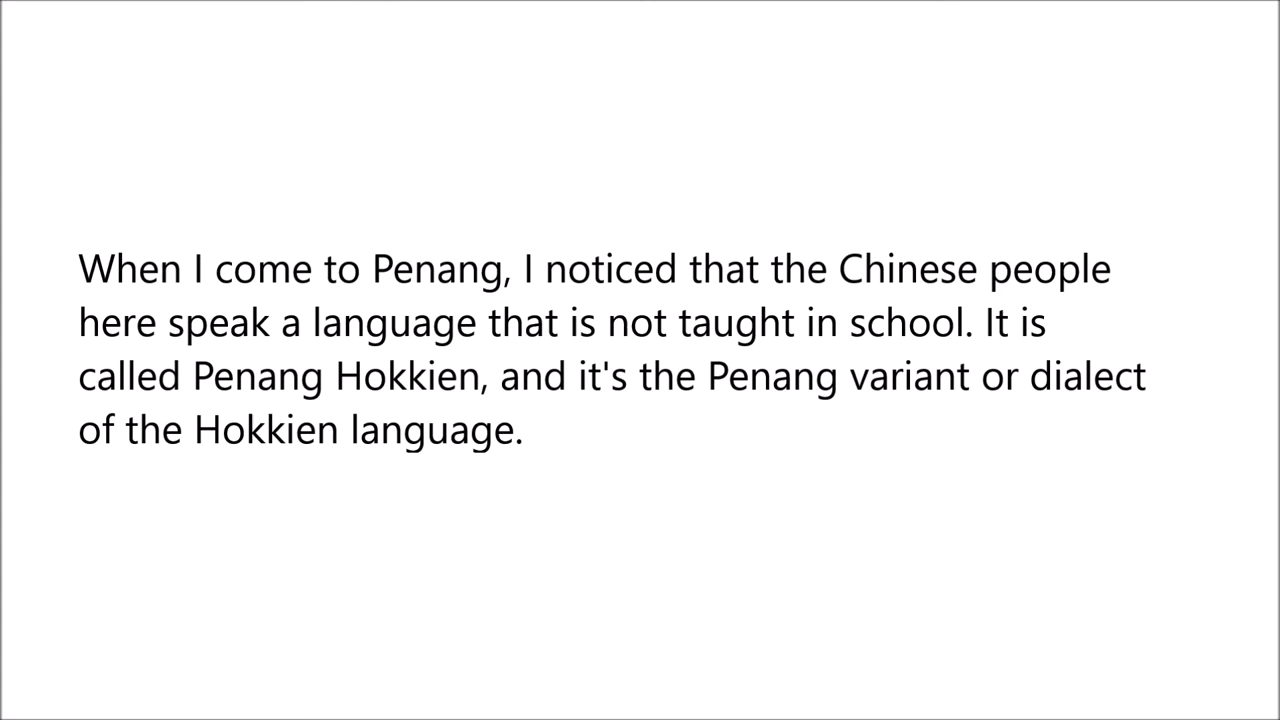 When I come to Penang, I noticed that the Chinese people
here speak a language that is not taught in school. It is
called Penang Hokkien, and it's the Penang variant or dialect
of the Hokkien language.